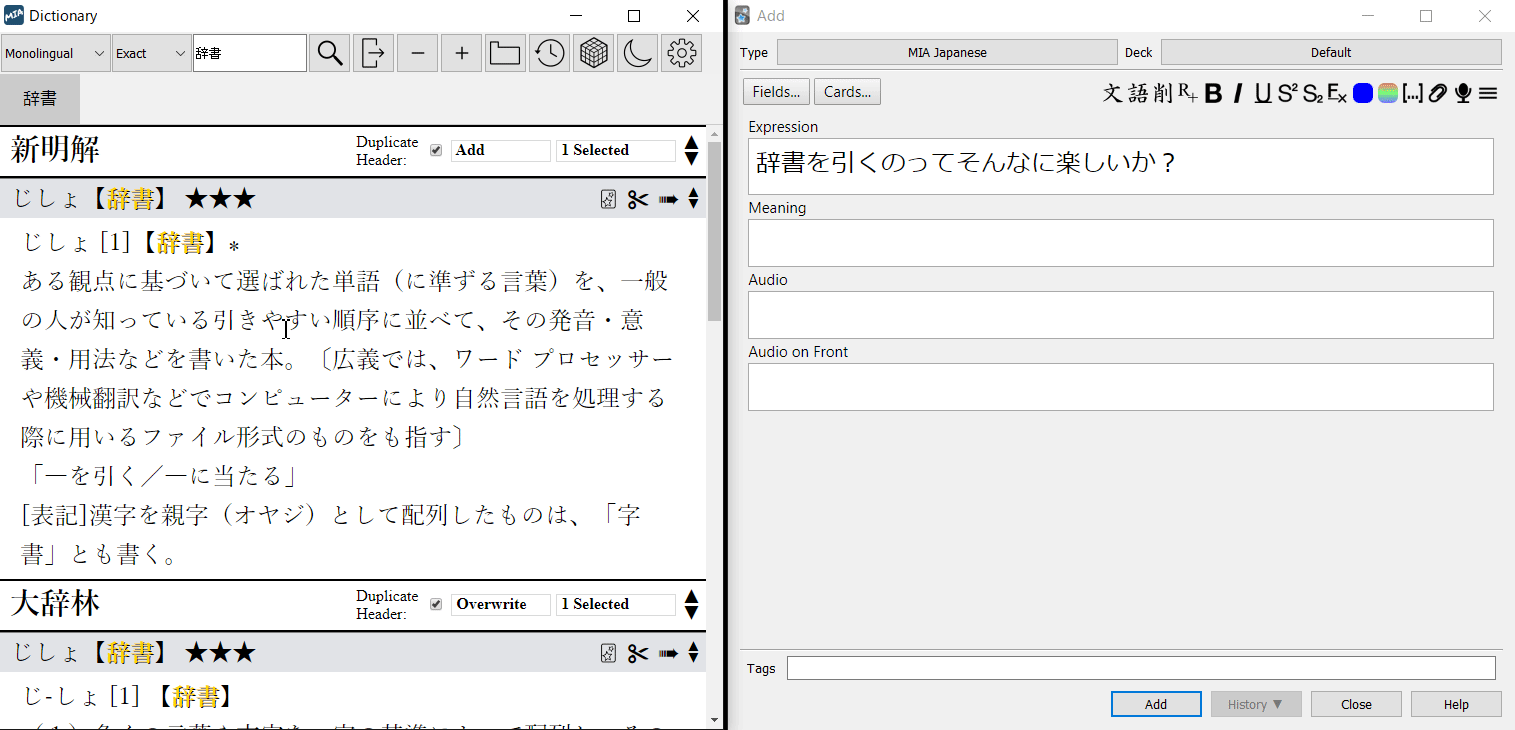 MIA Dictionary
Monolingual Exact 辞書
辞書
新明解 Duplicate Header: Add 1 Selected
じしょ【辞書】 ★★★
じしょ [1]【辞書】*
ある観点に基づいて選ばれた単語（に準ずる言葉）を、一般
の人が知っている引きやすい順序に並べて、その発音・意
義・用法などを書いた本。〔広義では、ワード プロセッサー
や機械翻訳などでコンピューターにより自然言語を処理する
際に用いるファイル形式のものをも指す〕
「―を引く／―に当たる」
[表記]漢字を親字（オヤジ）として配列したものは、「字
書」とも書く。
大辞林 Duplicate Header: Overwrite 1 Selected
じしょ【辞書】 ★★★
じ-しょ [1] 【辞書】
Add
Type MIA Japanese Deck Default
Fields... Cards... 文 語 削 R+ B I U S² S₂ Ex [...]
Expression
辞書を引くのってそんなに楽しいか？
Meaning
Audio
Audio on Front
Tags
Add History ▼ Close Help